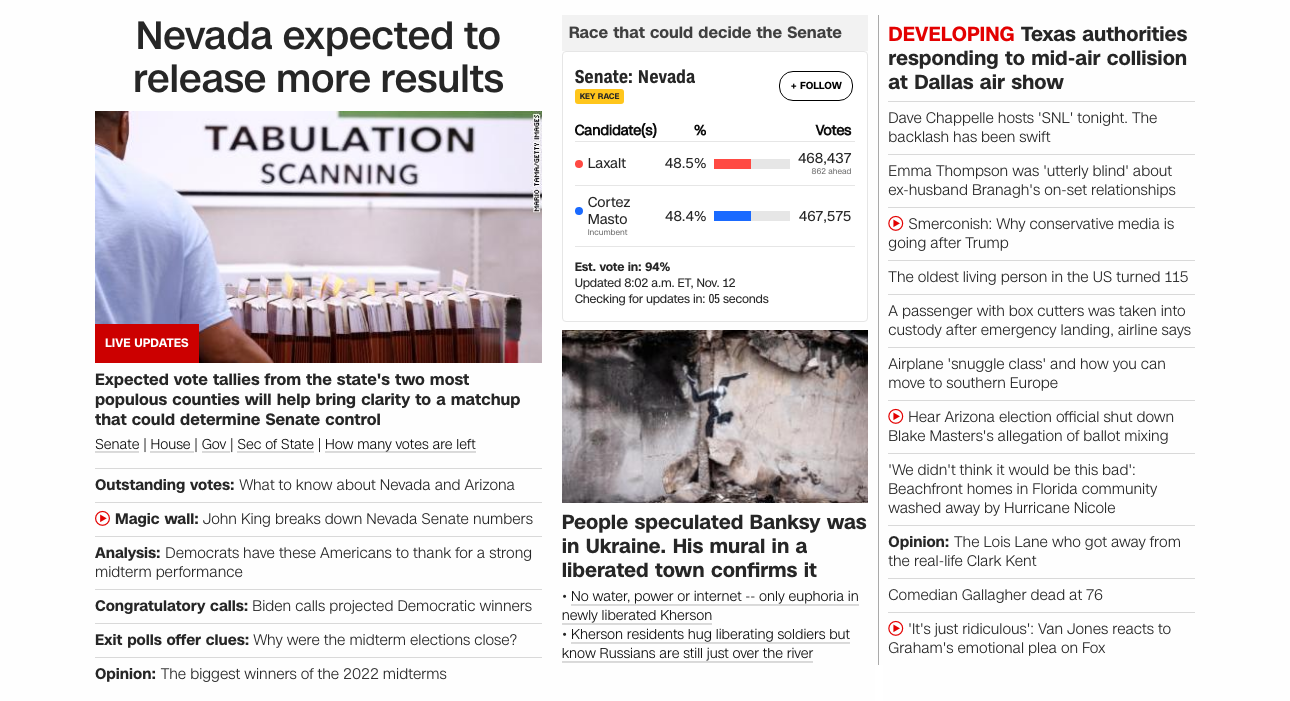 Nevada expected to
release more results
TABULATION
SCANNING
MARIO TAMA/GETTY IMAGES
LIVE UPDATES
Expected vote tallies from the state's two most
populous counties will help bring clarity to a matchup
that could determine Senate control
Senate | House | Gov | Sec of State | How many votes are left
Outstanding votes: What to know about Nevada and Arizona
Magic wall: John King breaks down Nevada Senate numbers
Analysis: Democrats have these Americans to thank for a strong
midterm performance
Congratulatory calls: Biden calls projected Democratic winners
Exit polls offer clues: Why were the midterm elections close?
Opinion: The biggest winners of the 2022 midterms
Race that could decide the Senate
Senate: Nevada
KEY RACE
+ FOLLOW
Candidate(s) % Votes
Laxalt 48.5% 468,437
862 ahead
Cortez
Masto 48.4% 467,575
Incumbent
Est. vote in: 94%
Updated 8:02 a.m. ET, Nov. 12
Checking for updates in: 05 seconds
People speculated Banksy was
in Ukraine. His mural in a
liberated town confirms it
• No water, power or internet -- only euphoria in
newly liberated Kherson
• Kherson residents hug liberating soldiers but
know Russians are still just over the river
DEVELOPING Texas authorities
responding to mid-air collision
at Dallas air show
Dave Chappelle hosts 'SNL' tonight. The
backlash has been swift
Emma Thompson was 'utterly blind' about
ex-husband Branagh's on-set relationships
Smerconish: Why conservative media is
going after Trump
The oldest living person in the US turned 115
A passenger with box cutters was taken into
custody after emergency landing, airline says
Airplane 'snuggle class' and how you can
move to southern Europe
Hear Arizona election official shut down
Blake Masters's allegation of ballot mixing
'We didn't think it would be this bad':
Beachfront homes in Florida community
washed away by Hurricane Nicole
Opinion: The Lois Lane who got away from
the real-life Clark Kent
Comedian Gallagher dead at 76
'It's just ridiculous': Van Jones reacts to
Graham's emotional plea on Fox